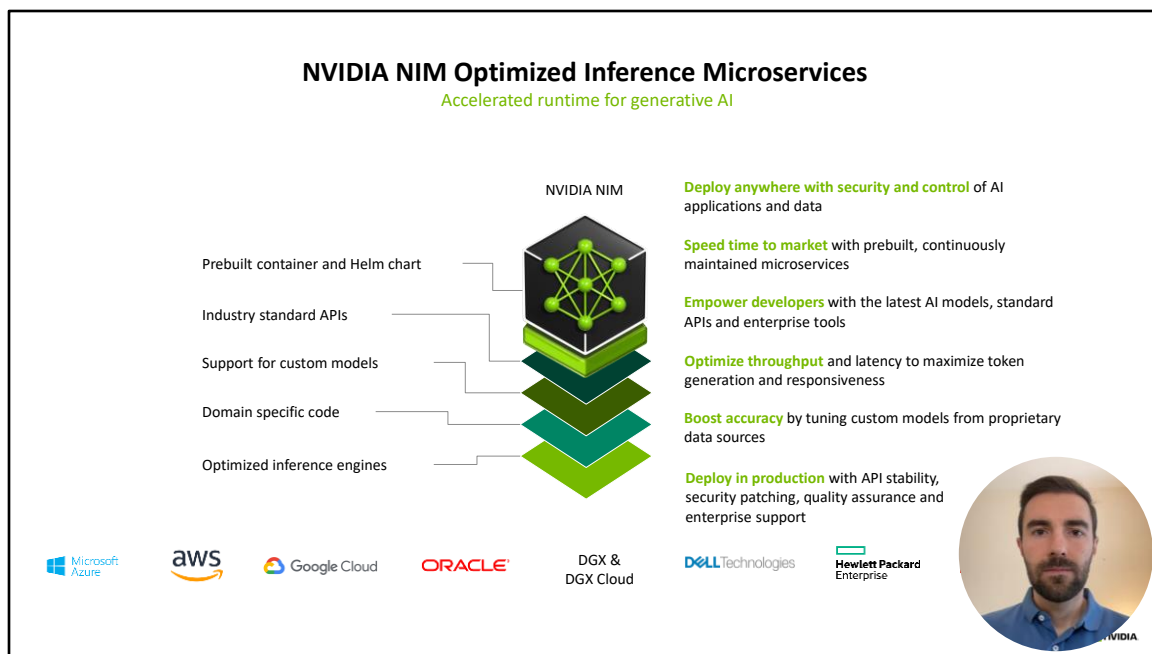 NVIDIA NIM Optimized Inference Microservices
Accelerated runtime for generative AI
NVIDIA NIM
Prebuilt container and Helm chart
Industry standard APIs
Support for custom models
Domain specific code
Optimized inference engines
Deploy anywhere with security and control of AI
applications and data
Speed time to market with prebuilt, continuously
maintained microservices
Empower developers with the latest AI models, standard
APIs and enterprise tools
Optimize throughput and latency to maximize token
generation and responsiveness
Boost accuracy by tuning custom models from proprietary
data sources
Deploy in production with API stability,
security patching, quality assurance and
enterprise support
Microsoft
Azure
aws
Google Cloud
ORACLE
DGX &
DGX Cloud
DELL Technologies
Hewlett Packard
Enterprise
NVIDIA